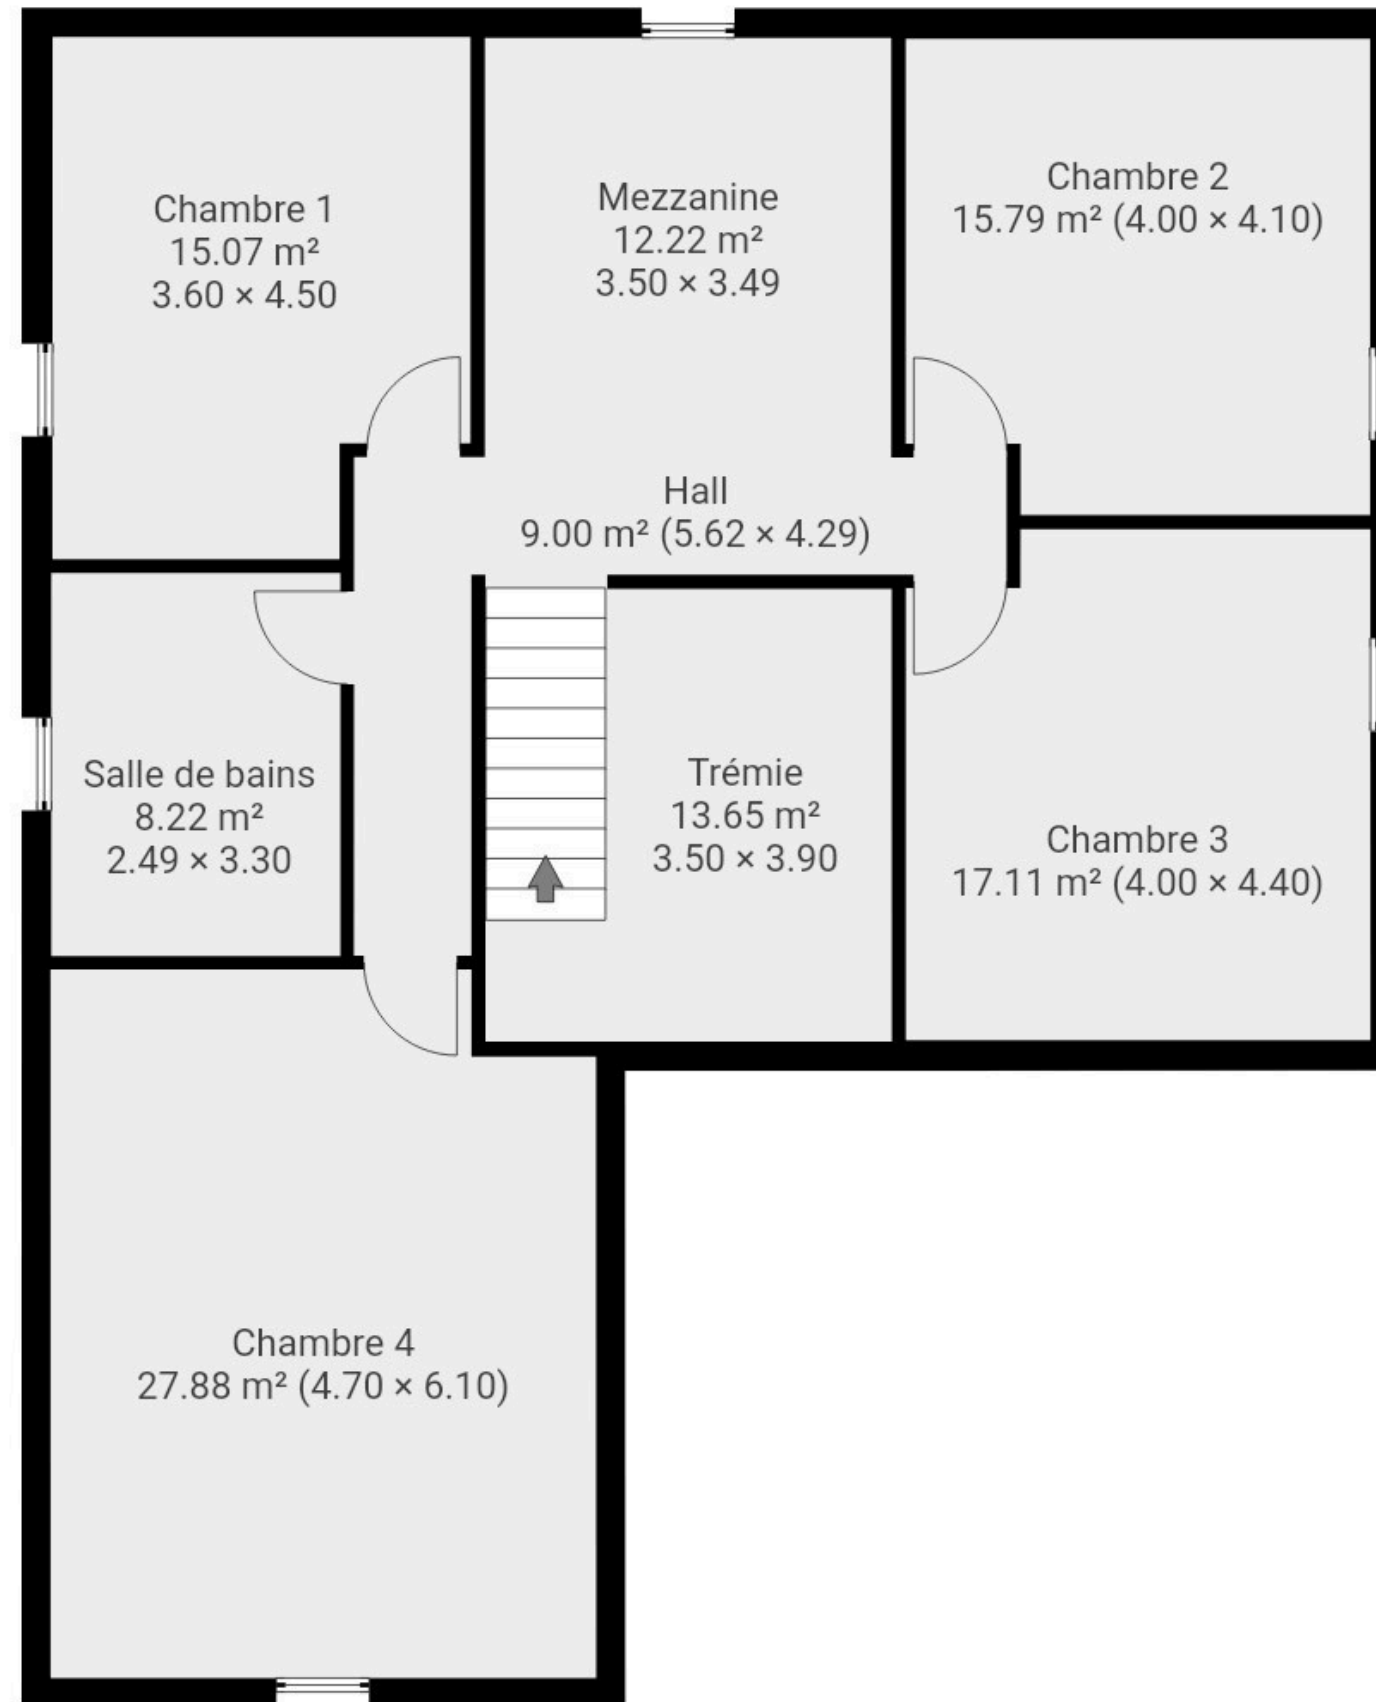 Chambre 1
15.07 m²
3.60 × 4.50
Mezzanine
12.22 m²
3.50 × 3.49
Chambre 2
15.79 m² (4.00 × 4.10)
Hall
9.00 m² (5.62 × 4.29)
Salle de bains
8.22 m²
2.49 × 3.30
Trémie
13.65 m²
3.50 × 3.90
Chambre 3
17.11 m² (4.00 × 4.40)
Chambre 4
27.88 m² (4.70 × 6.10)